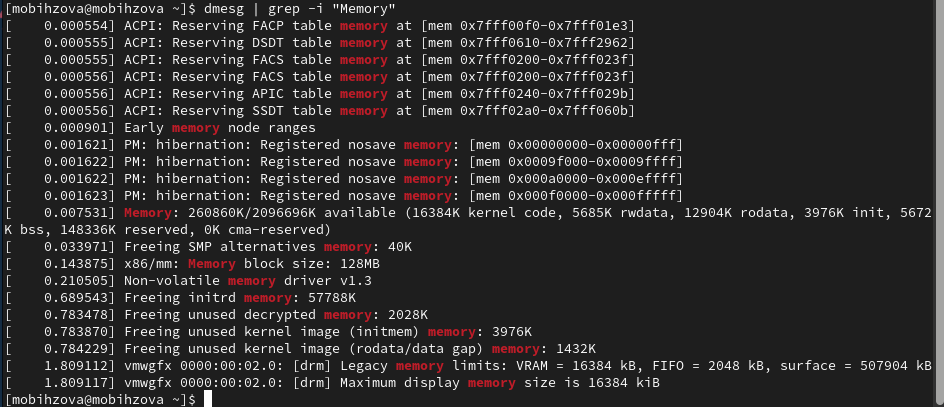 [mobihzova@mobihzova ~]$ dmesg | grep -i "Memory"
[    0.000554] ACPI: Reserving FACP table memory at [mem 0x7fff00f0-0x7fff01e3]
[    0.000555] ACPI: Reserving DSDT table memory at [mem 0x7fff0610-0x7fff2962]
[    0.000555] ACPI: Reserving FACS table memory at [mem 0x7fff0200-0x7fff023f]
[    0.000556] ACPI: Reserving FACS table memory at [mem 0x7fff0200-0x7fff023f]
[    0.000556] ACPI: Reserving APIC table memory at [mem 0x7fff0240-0x7fff029b]
[    0.000556] ACPI: Reserving SSDT table memory at [mem 0x7fff02a0-0x7fff060b]
[    0.000901] Early memory node ranges
[    0.001621] PM: hibernation: Registered nosave memory: [mem 0x00000000-0x00000fff]
[    0.001622] PM: hibernation: Registered nosave memory: [mem 0x0009f000-0x0009ffff]
[    0.001622] PM: hibernation: Registered nosave memory: [mem 0x000a0000-0x000effff]
[    0.001623] PM: hibernation: Registered nosave memory: [mem 0x000f0000-0x000fffff]
[    0.007531] Memory: 260860K/2096696K available (16384K kernel code, 5685K rwdata, 12904K rodata, 3976K init, 5672
K bss, 148336K reserved, 0K cma-reserved)
[    0.033971] Freeing SMP alternatives memory: 40K
[    0.143875] x86/mm: Memory block size: 128MB
[    0.210505] Non-volatile memory driver v1.3
[    0.689543] Freeing initrd memory: 57788K
[    0.783478] Freeing unused decrypted memory: 2028K
[    0.783870] Freeing unused kernel image (initmem) memory: 3976K
[    0.784229] Freeing unused kernel image (rodata/data gap) memory: 1432K
[    1.809112] vmwgfx 0000:00:02.0: [drm] Legacy memory limits: VRAM = 16384 kB, FIFO = 2048 kB, surface = 507904 kB
[    1.809117] vmwgfx 0000:00:02.0: [drm] Maximum display memory size is 16384 kiB
[mobihzova@mobihzova ~]$